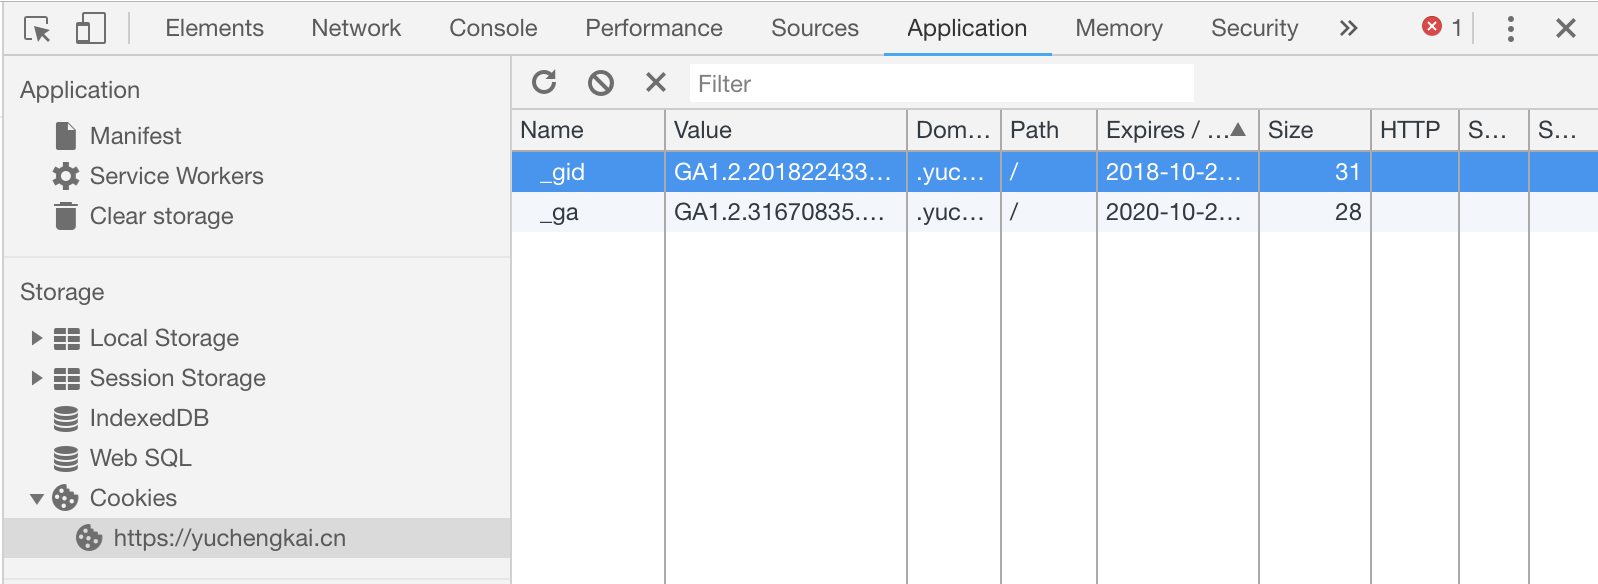 Elements Network Console Performance Sources Application Memory Security » 1
Application
Manifest
Service Workers
Clear storage
Storage
Local Storage
Session Storage
IndexedDB
Web SQL
Cookies
https://yuchengkai.cn
Filter
Name Value Dom... Path Expires / ...▲ Size HTTP S... S...
_gid GA1.2.201822433... .yuc... / 2018-10-2... 31
_ga GA1.2.31670835.... .yuc... / 2020-10-2... 28